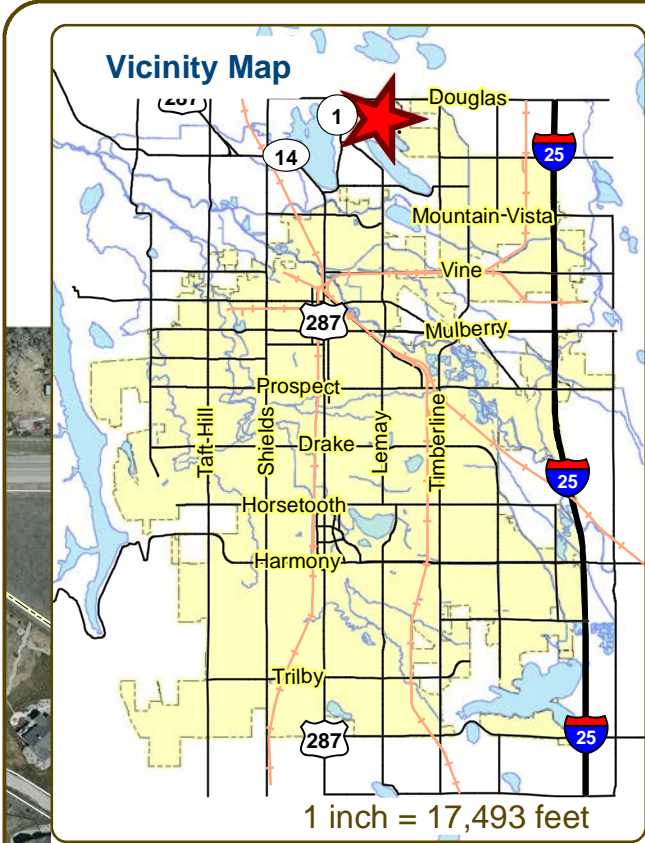 Vicinity Map
287
1
Douglas
14
25
Mountain-Vista
Vine
287
Mulberry
Prospect
Taft-Hill
Shields
Drake
Lemay
Timberline
25
Horsetooth
Harmony
Trilby
287
25
1 inch = 17,493 feet